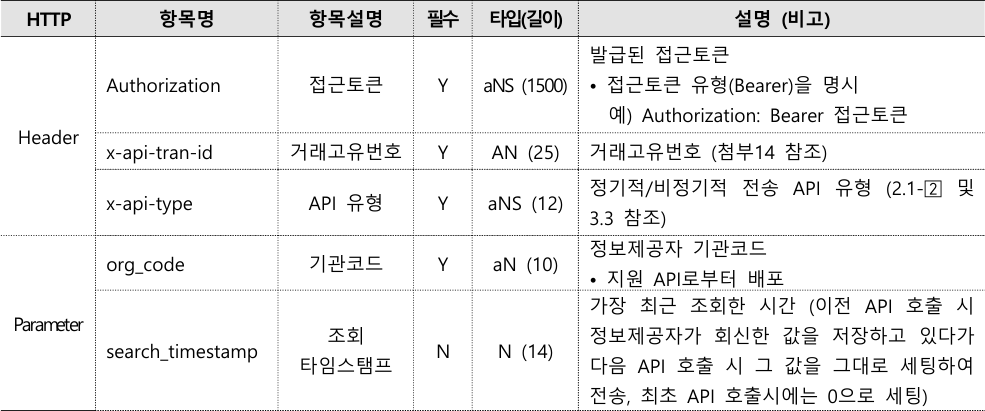 HTTP 항목명 항목설명 필수 타입(길이) 설명 (비고)
Header
Authorization 접근토큰 Y aNS (1500)
발급된 접근토큰
• 접근토큰 유형(Bearer)을 명시
예) Authorization: Bearer 접근토큰
x-api-tran-id 거래고유번호 Y AN (25) 거래고유번호 (첨부14 참조)
x-api-type API 유형 Y aNS (12)
정기적/비정기적 전송 API 유형 (2.1-② 및
3.3 참조)
Parameter
org_code 기관코드 Y aN (10)
정보제공자 기관코드
• 지원 API로부터 배포
search_timestamp
조회
타임스탬프
N N (14)
가장 최근 조회한 시간 (이전 API 호출 시
정보제공자가 회신한 값을 저장하고 있다가
다음 API 호출 시 그 값을 그대로 세팅하여
전송, 최초 API 호출시에는 0으로 세팅)